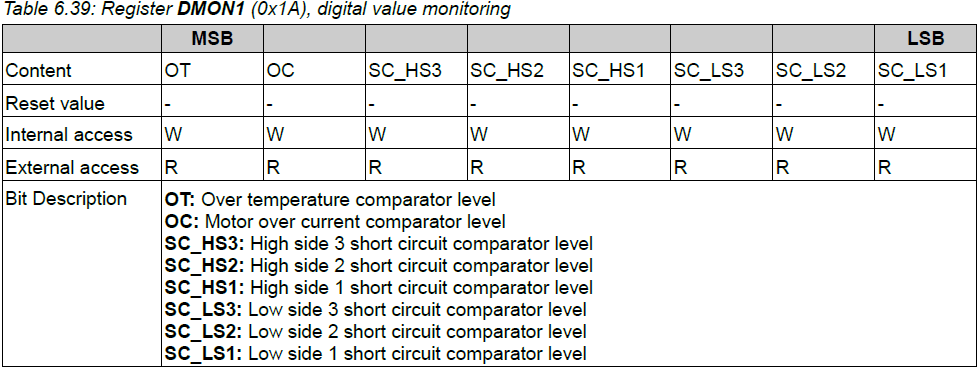 Table 6.39: Register DMON1 (0x1A), digital value monitoring
MSB LSB
Content OT OC SC_HS3 SC_HS2 SC_HS1 SC_LS3 SC_LS2 SC_LS1
Reset value - - - - - - - -
Internal access W W W W W W W W
External access R R R R R R R R
Bit Description OT: Over temperature comparator level
OC: Motor over current comparator level
SC_HS3: High side 3 short circuit comparator level
SC_HS2: High side 2 short circuit comparator level
SC_HS1: High side 1 short circuit comparator level
SC_LS3: Low side 3 short circuit comparator level
SC_LS2: Low side 2 short circuit comparator level
SC_LS1: Low side 1 short circuit comparator level